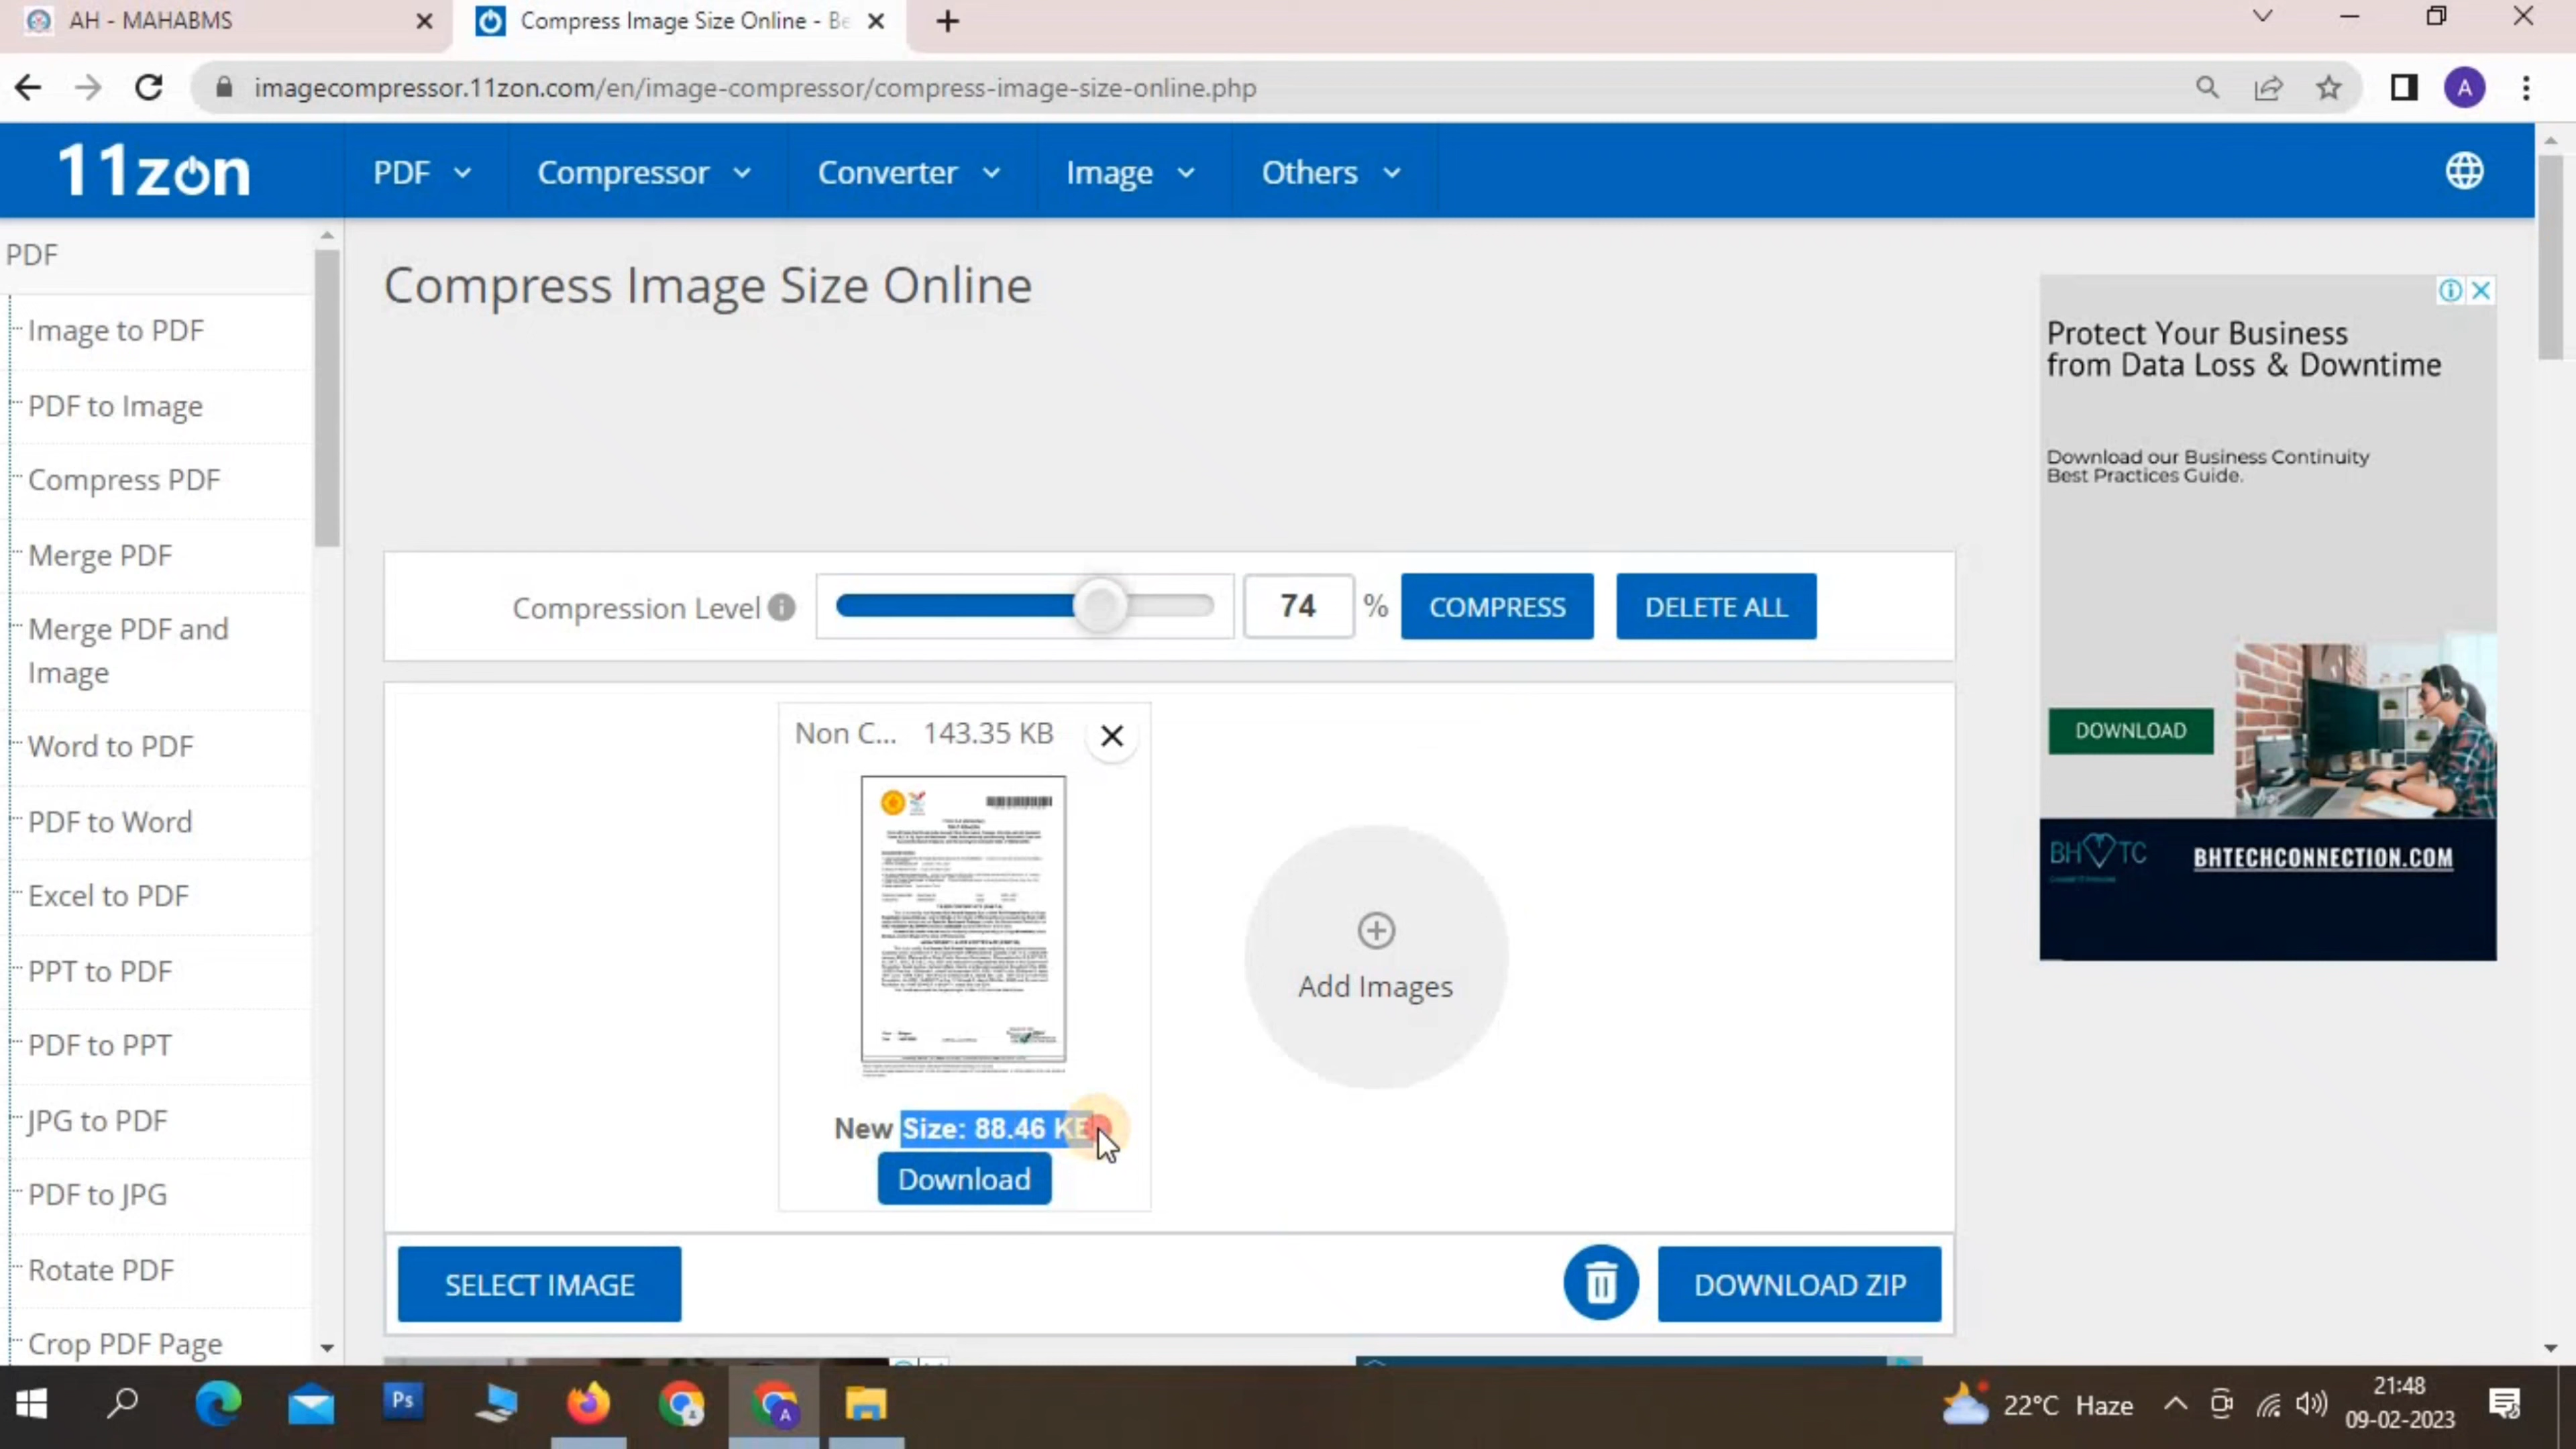 AH - MAHABMS
Compress Image Size Online - Be
imagecompressor.11zon.com/en/image-compressor/compress-image-size-online.php
A
11zon
PDF
Compressor
Converter
Image
Others
PDF
Image to PDF
PDF to Image
Compress PDF
Merge PDF
Merge PDF and
Image
Word to PDF
PDF to Word
Excel to PDF
PPT to PDF
PDF to PPT
JPG to PDF
PDF to JPG
Rotate PDF
Crop PDF Page
Compress Image Size Online
Compression Level
74
%
COMPRESS
DELETE ALL
Non C... 143.35 KB
New Size: 88.46 KB
Download
Add Images
SELECT IMAGE
DOWNLOAD ZIP
Protect Your Business
from Data Loss & Downtime
Download our Business Continuity
Best Practices Guide.
DOWNLOAD
BH TC
BHTECHCONNECTION.COM
Ps
A
22°C Haze
21:48
09-02-2023